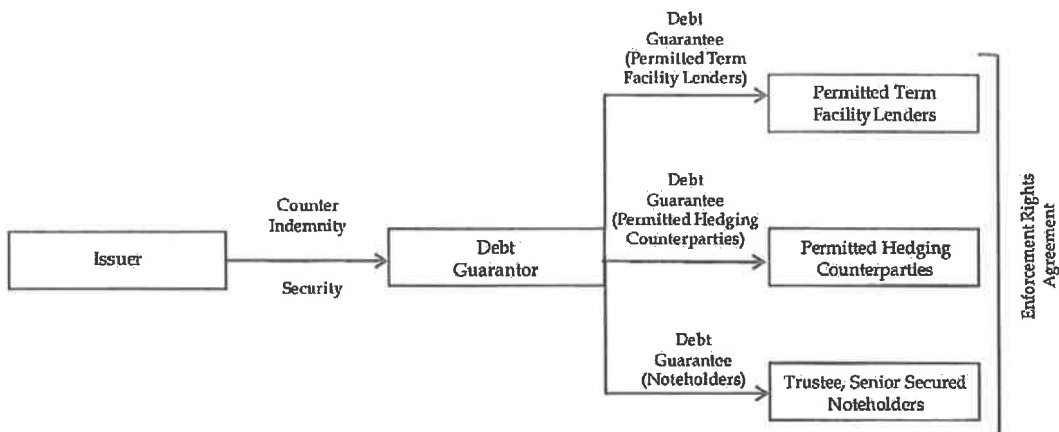 Debt
Guarantee
(Permitted Term
Facility Lenders)
Permitted Term
Facility Lenders
Counter
Indemnity
Issuer
Security
Debt
Guarantor
Debt
Guarantee
(Permitted Hedging
Counterparties)
Permitted Hedging
Counterparties
Debt
Guarantee
(Noteholders)
Trustee, Senior Secured
Noteholders
Enforcement Rights
Agreement